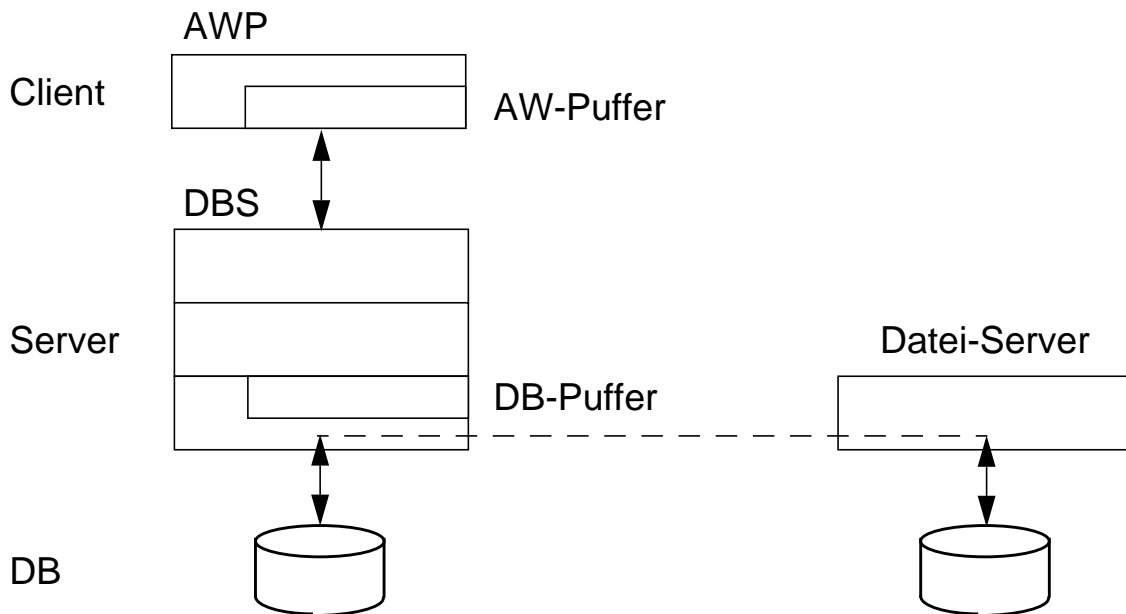 AWP
Client
AW-Puffer
DBS
Server
Datei-Server
DB-Puffer
DB